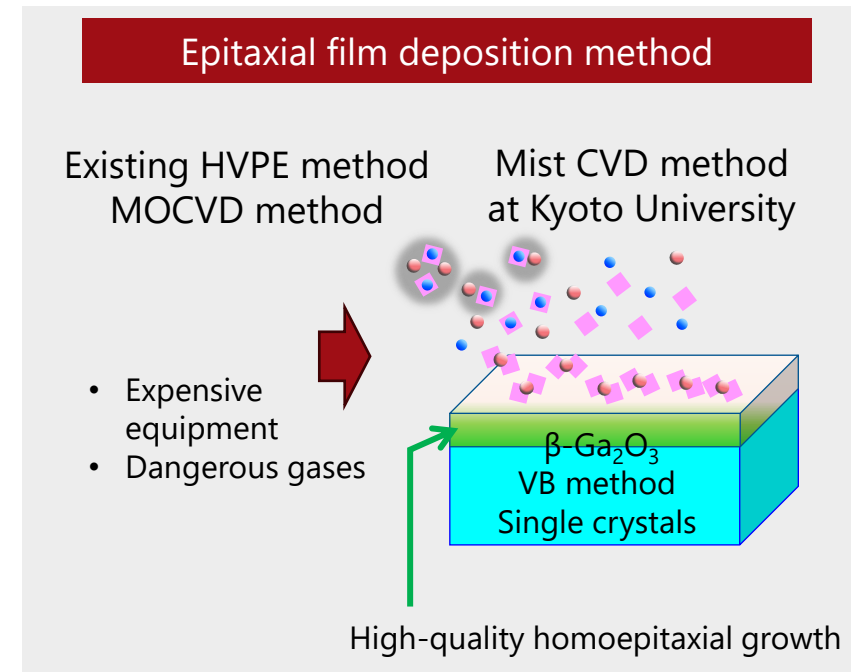 Epitaxial film deposition method
Existing HVPE method
MOCVD method
Mist CVD method
at Kyoto University
• Expensive
equipment
• Dangerous gases
β-Ga₂O₃
VB method
Single crystals
High-quality homoepitaxial growth